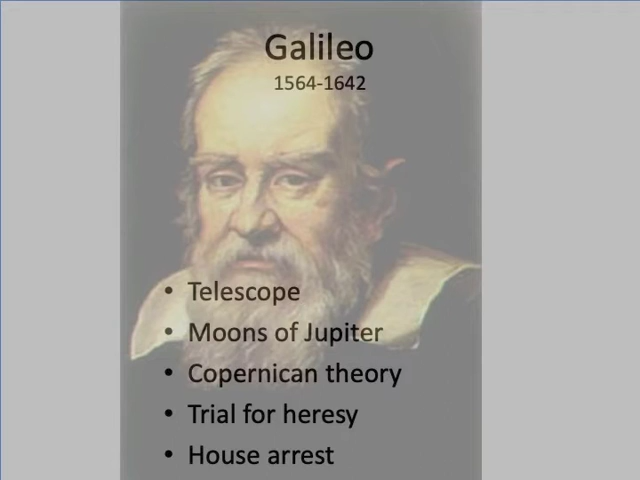 Galileo
1564-1642
• Telescope
• Moons of Jupiter
• Copernican theory
• Trial for heresy
• House arrest